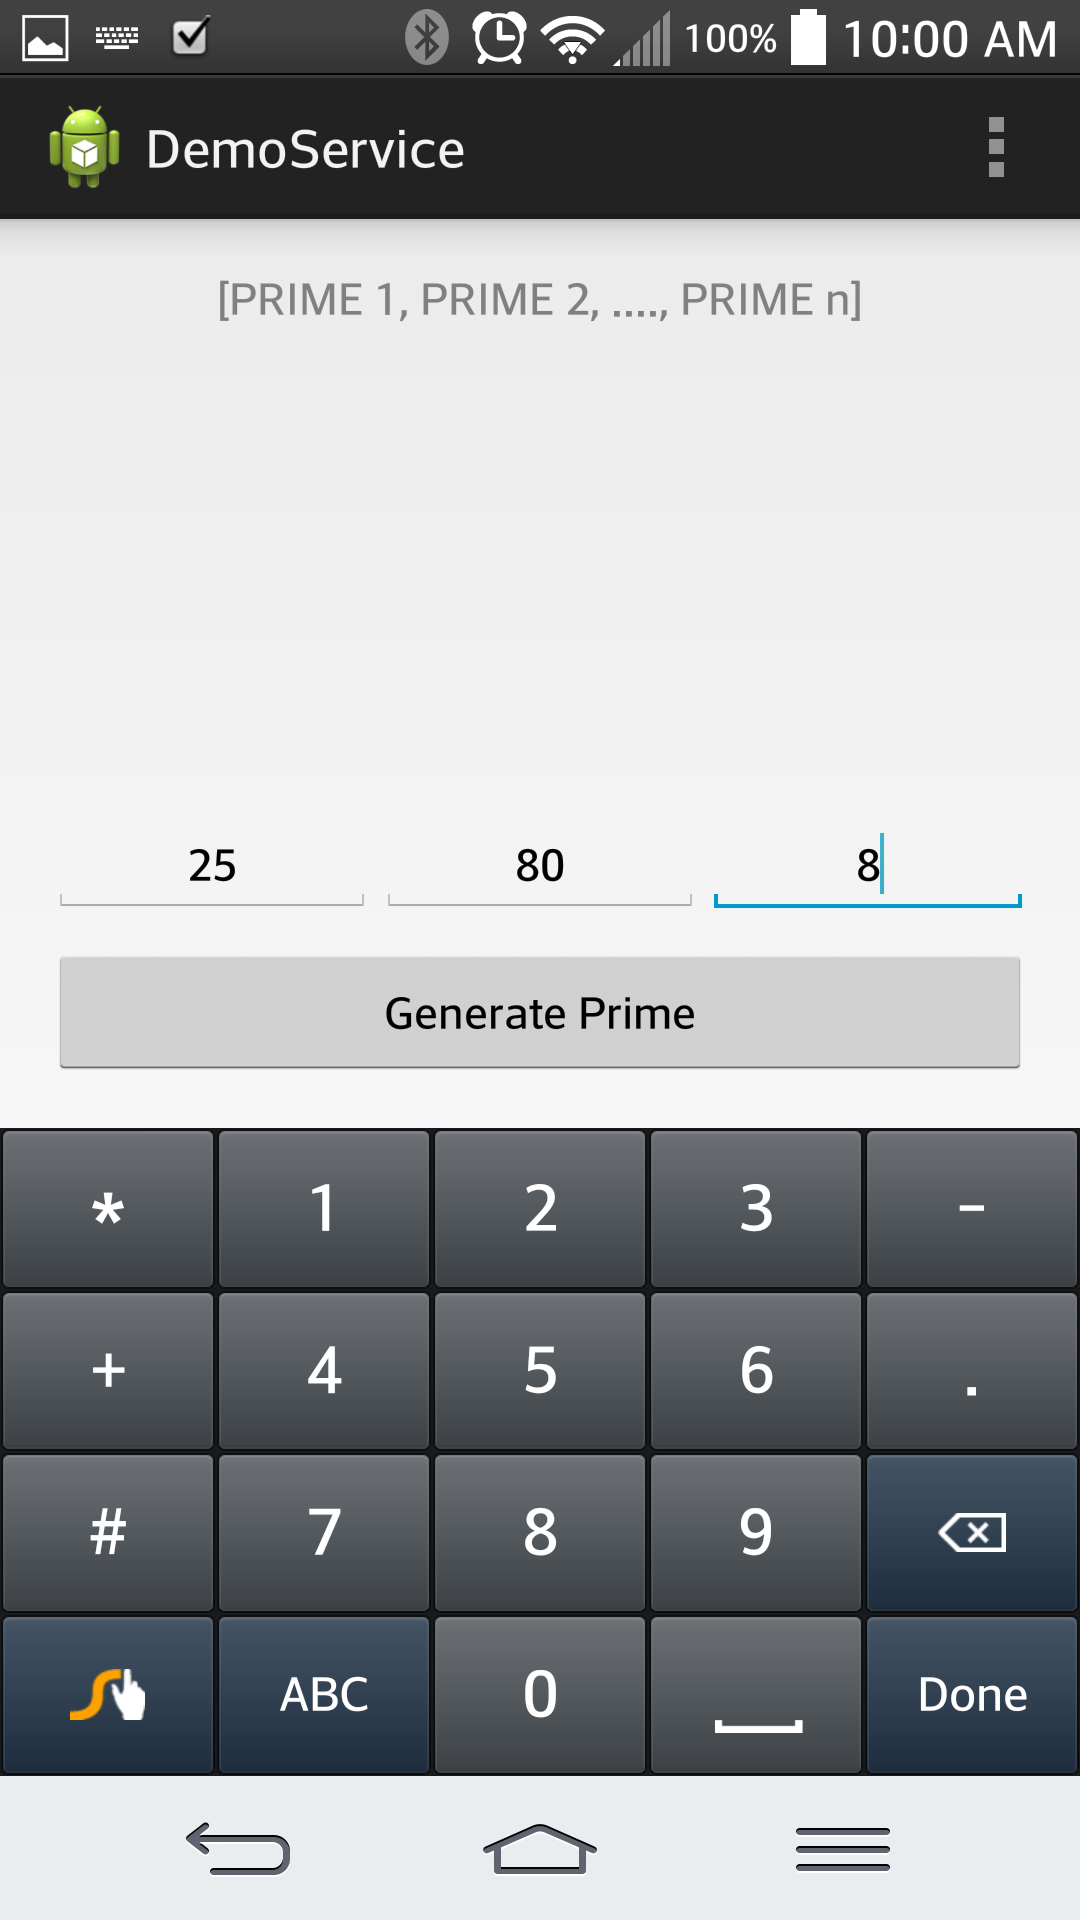 100% 10:00 AM
DemoService
[PRIME 1, PRIME 2, ...., PRIME n]
25 80 8
Generate Prime
* 1 2 3 -
+ 4 5 6 .
# 7 8 9
ABC 0 Done